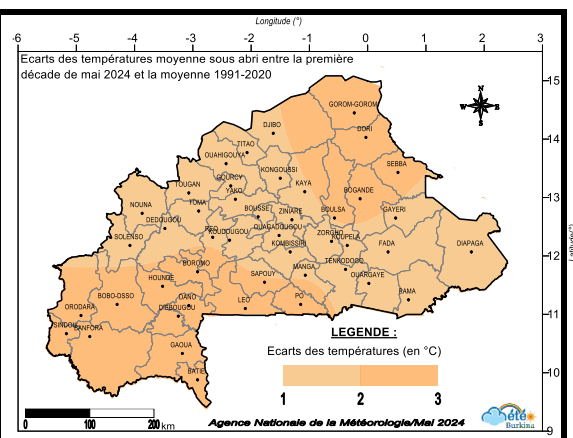 Longitude (°)
-6 -5 -4 -3 -2 -1 0 1 2 3
Ecarts des températures moyenne sous abri entre la première
décade de mai 2024 et la moyenne 1991-2020
15
GOROM-GOROM
N
W E
S
DJIBO
DORI
14
TITAO
OUAHIGOUYA
SEBBA
KONGOUSSI
GOURCY
TOUGAN
KAYA
YAKO
BOGANDE
13
NOUNA
TOMA
BOUSSE
ZINIARE
BOULSA
GAYERI
DEDOUGOU
OUAGADOUGOU
KOUDOUGOU
ZORGHO
KOUPELA
SOLENSO
KOMBISSIRI
FADA
DIAPAGA
Latitude(°)
12
BOROMO
TENKODOGO
MANGA
OUARGAYE
HOUNDE
SAPOUY
BOBO-DSSO
DANO
LEO
PO
PAMA
ORODARA
DIEBOUGOU
11
SINDOU
BANFORA
LEGENDE :
GAOUA
Ecarts des températures (en °C)
BATIE
10
1 2 3
0 100 200 km
Agence Nationale de la Météorologie/Mai 2024
météo
Burkina
9